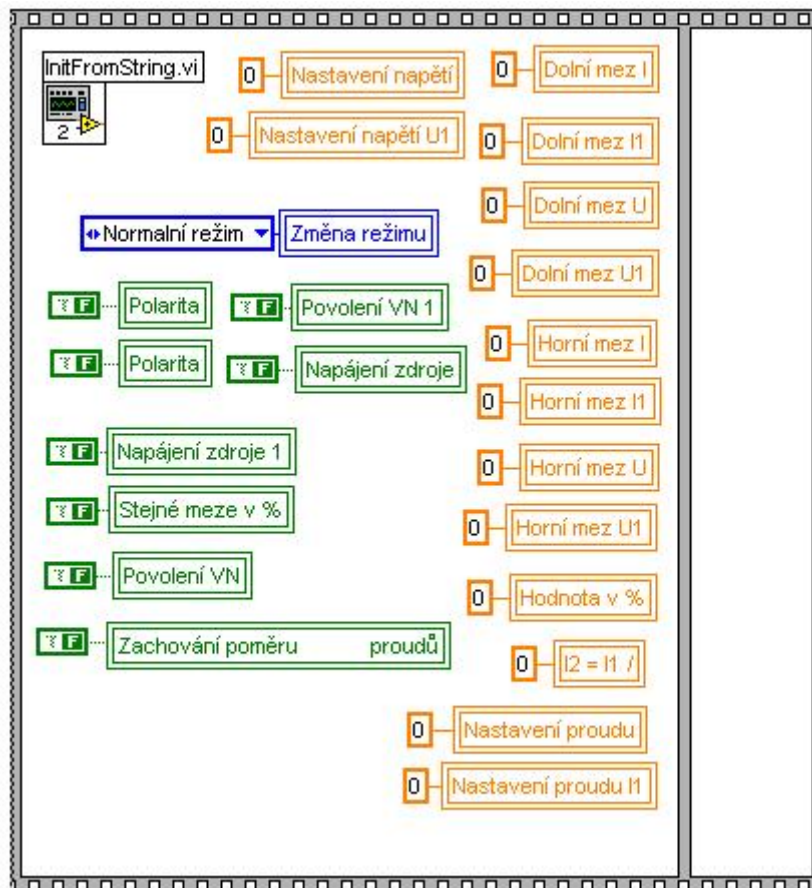 InitFromString.vi
2
0 Nastavení napětí
0 Dolní mez I
0 Nastavení napětí U1
0 Dolní mez I1
0 Dolní mez U
Normalní režim Změna režimu
0 Dolní mez U1
F Polarita
F Povolení VN 1
0 Horní mez I
F Polarita
F Napájení zdroje
0 Horní mez I1
F Napájení zdroje 1
0 Horní mez U
F Stejné meze v %
0 Horní mez U1
F Povolení VN
0 Hodnota v %
F Zachování poměru proudů
0 I2 = I1 /
0 Nastavení proudu
0 Nastavení proudu I1